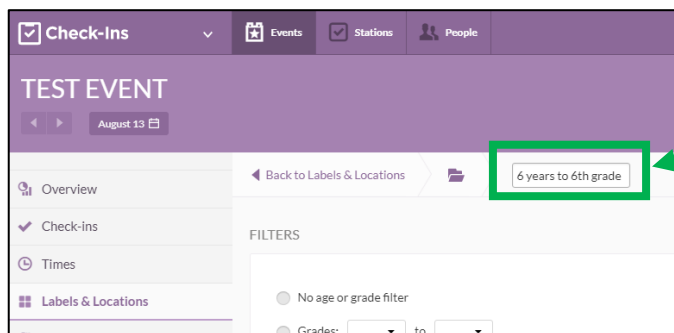 Check-Ins
Events
Stations
People
TEST EVENT
August 13
Back to Labels & Locations
6 years to 6th grade
Overview
Check-ins
FILTERS
Times
Labels & Locations
No age or grade filter
Grades: to